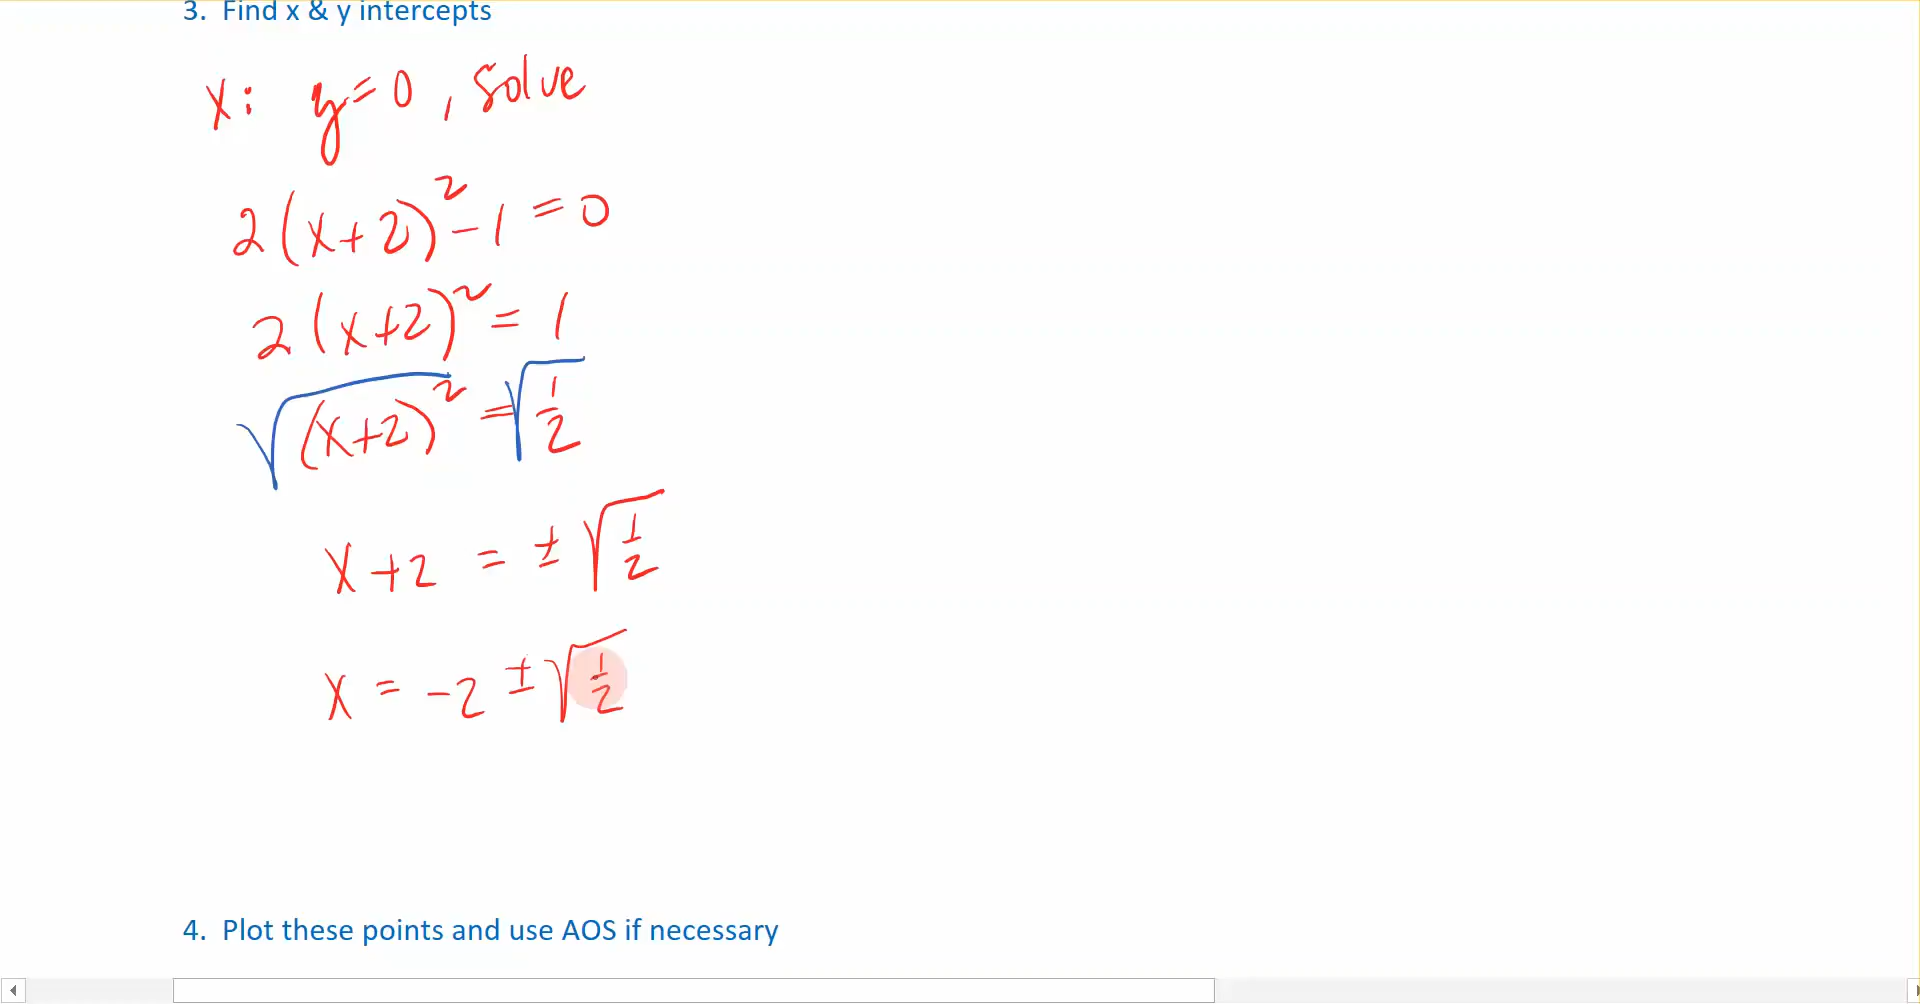 3. Find x & y intercepts
x: y=0, solve
2(x+2)²-1=0
2(x+2)²=1
√(x+2)²=√1/2
x+2 = ±√1/2
x = -2 ±√1/2
4. Plot these points and use AOS if necessary